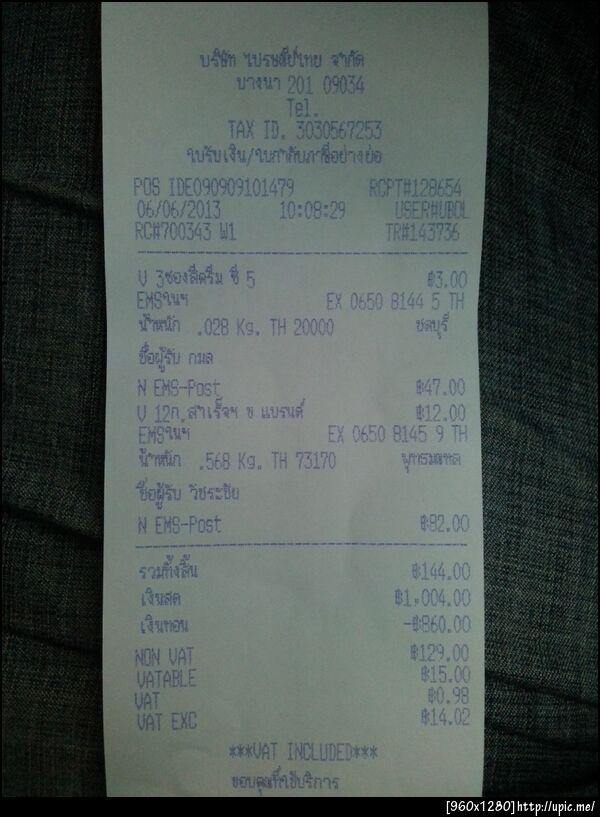 บริษัท ไปรษณีย์ไทย จำกัด
บางนา 201 09034
Tel.
TAX ID. 3030567253
ใบรับเงิน/ใบกำกับภาษีอย่างย่อ
POS IDE090909101479 RCPT#128654
06/06/2013 10:08:29 USER#UBOL
RC#700343 W1 TR#143736
V 3ซองสีครีม ซี 5 ฿3.00
EMSในฯ EX 0650 8144 5 TH
น้ำหนัก .028 Kg. TH 20000 ชลบุรี
ชื่อผู้รับ กมล
N EMS-Post ฿47.00
V 12ก.สำเร็จฯ ข แบรนด์ ฿12.00
EMSในฯ EX 0650 8145 9 TH
น้ำหนัก .568 Kg. TH 73170 พุทธมณฑล
ชื่อผู้รับ วัชระชัย
N EMS-Post ฿82.00
รวมทั้งสิ้น ฿144.00
เงินสด ฿1,004.00
เงินทอน -฿860.00
NON VAT ฿129.00
VATABLE ฿15.00
VAT ฿0.98
VAT EXC ฿14.02
***VAT INCLUDED***
ขอบคุณที่ใช้บริการ
[960x1280]http://upic.me/